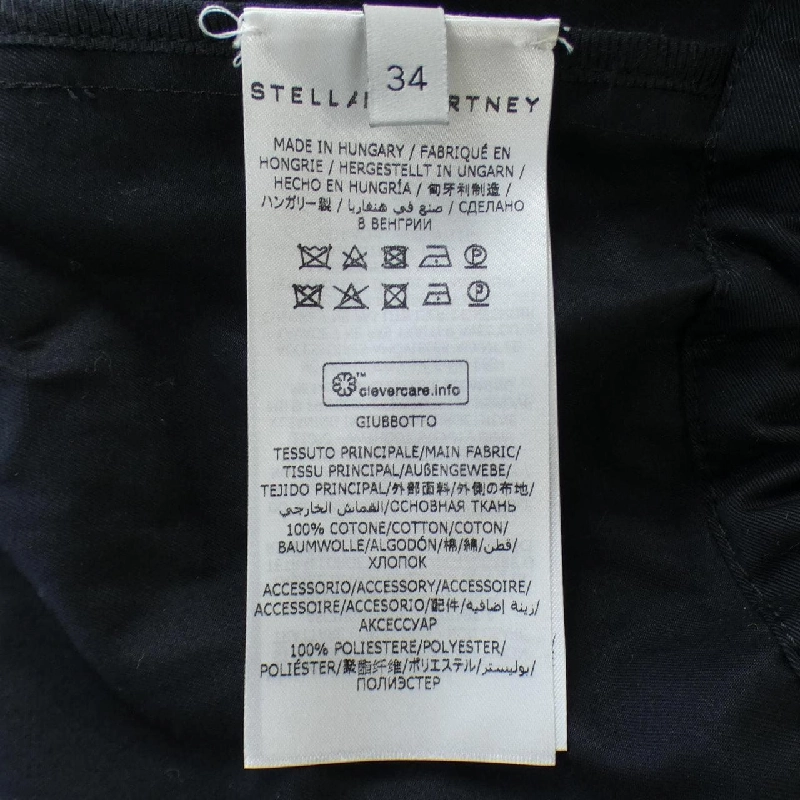 34
STELLA RTNEY
MADE IN HUNGARY / FABRIQUÉ EN
HONGRIE / HERGESTELLT IN UNGARN /
HECHO EN HUNGRÍA / 匈牙利制造 /
ハンガリー製 / صنع في هنغاريا / СДЕЛАНО
В ВЕНГРИИ
clevercare.info
GIUBBOTTO
TESSUTO PRINCIPALE/MAIN FABRIC/
TISSU PRINCIPAL/AUßENGEWEBE/
TEJIDO PRINCIPAL/外部面料/外側の布地/
القماش الخارجي/ОСНОВНАЯ ТКАНЬ
100% COTONE/COTTON/COTON/
BAUMWOLLE/ALGODÓN/棉/綿/قطن/
ХЛОПОК
ACCESSORIO/ACCESSORY/ACCESSOIRE/
ACCESSOIRE/ACCESORIO/配件/زينة إضافيه/
АКСЕССУАР
100% POLIESTERE/POLYESTER/
POLIÉSTER/聚酯纤维/ポリエステル/بوليستر/
ПОЛИЭСТЕР